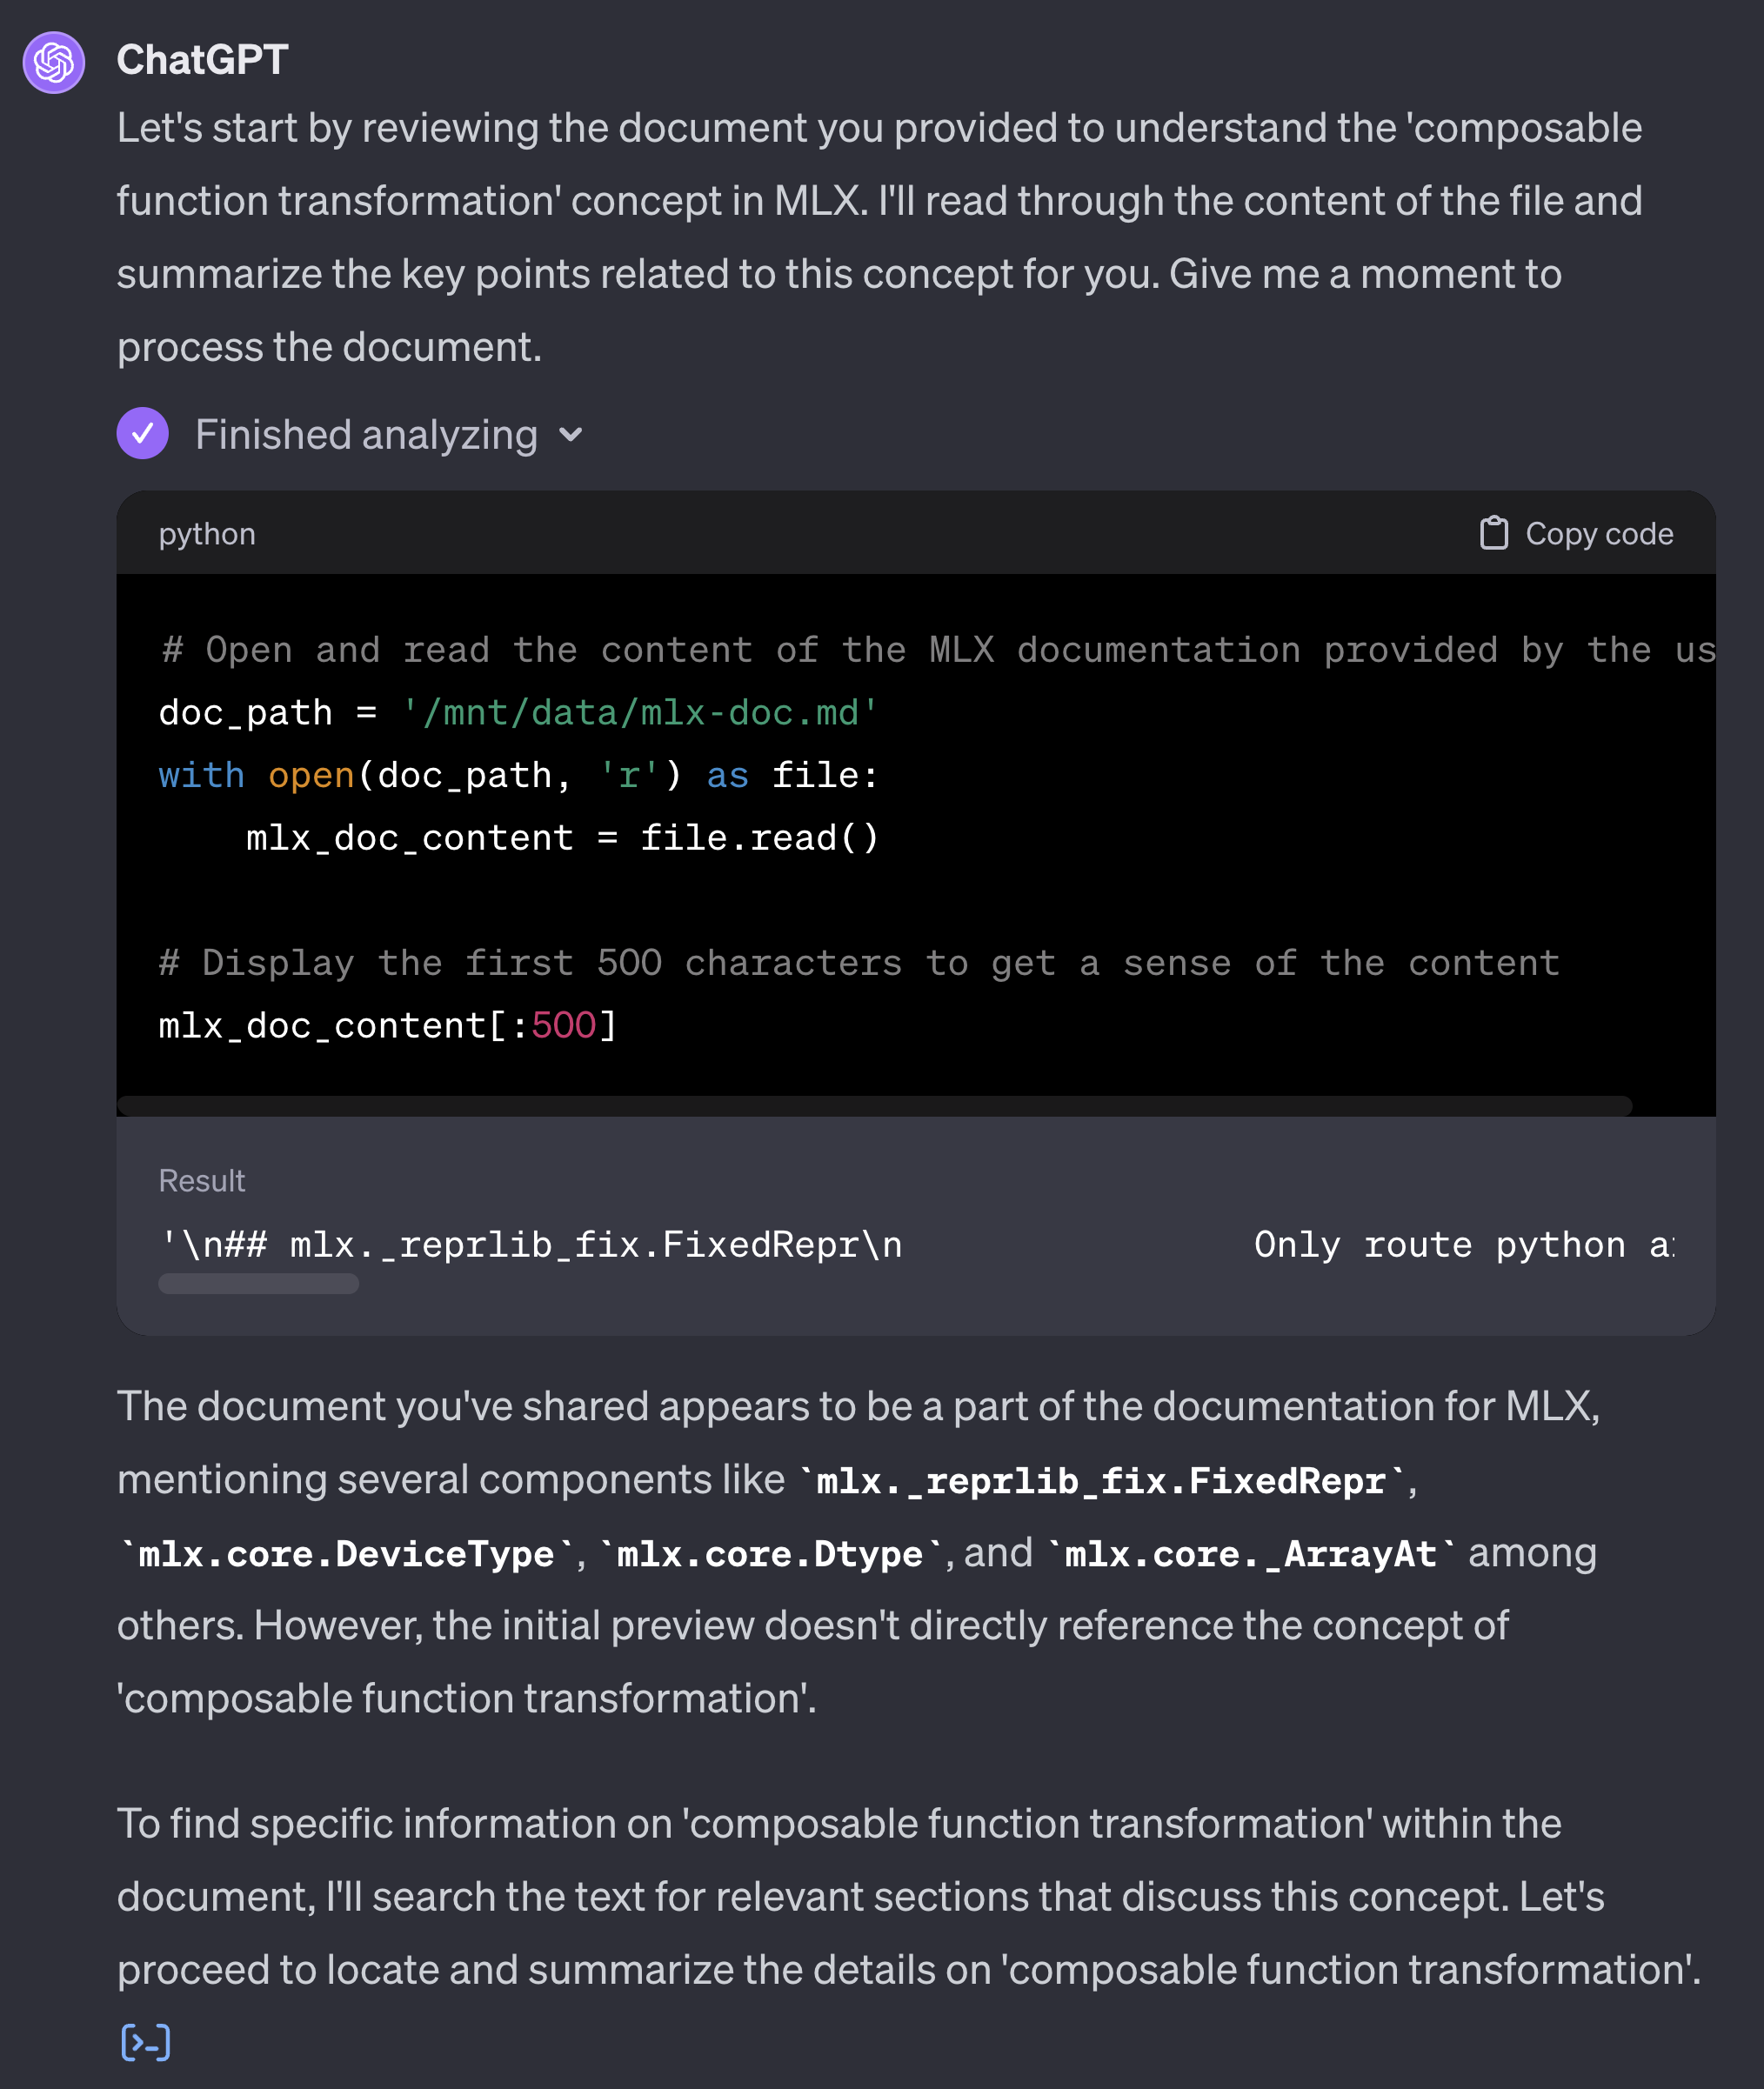 ChatGPT
Let's start by reviewing the document you provided to understand the 'composable
function transformation' concept in MLX. I'll read through the content of the file and
summarize the key points related to this concept for you. Give me a moment to
process the document.
Finished analyzing
python
Copy code
# Open and read the content of the MLX documentation provided by the us
doc_path = '/mnt/data/mlx-doc.md'
with open(doc_path, 'r') as file:
    mlx_doc_content = file.read()
# Display the first 500 characters to get a sense of the content
mlx_doc_content[:500]
Result
'\n## mlx._reprlib_fix.FixedRepr\n                Only route python a
The document you've shared appears to be a part of the documentation for MLX,
mentioning several components like `mlx._reprlib_fix.FixedRepr`,
`mlx.core.DeviceType`, `mlx.core.Dtype`, and `mlx.core._ArrayAt` among
others. However, the initial preview doesn't directly reference the concept of
'composable function transformation'.
To find specific information on 'composable function transformation' within the
document, I'll search the text for relevant sections that discuss this concept. Let's
proceed to locate and summarize the details on 'composable function transformation'.
[>-]